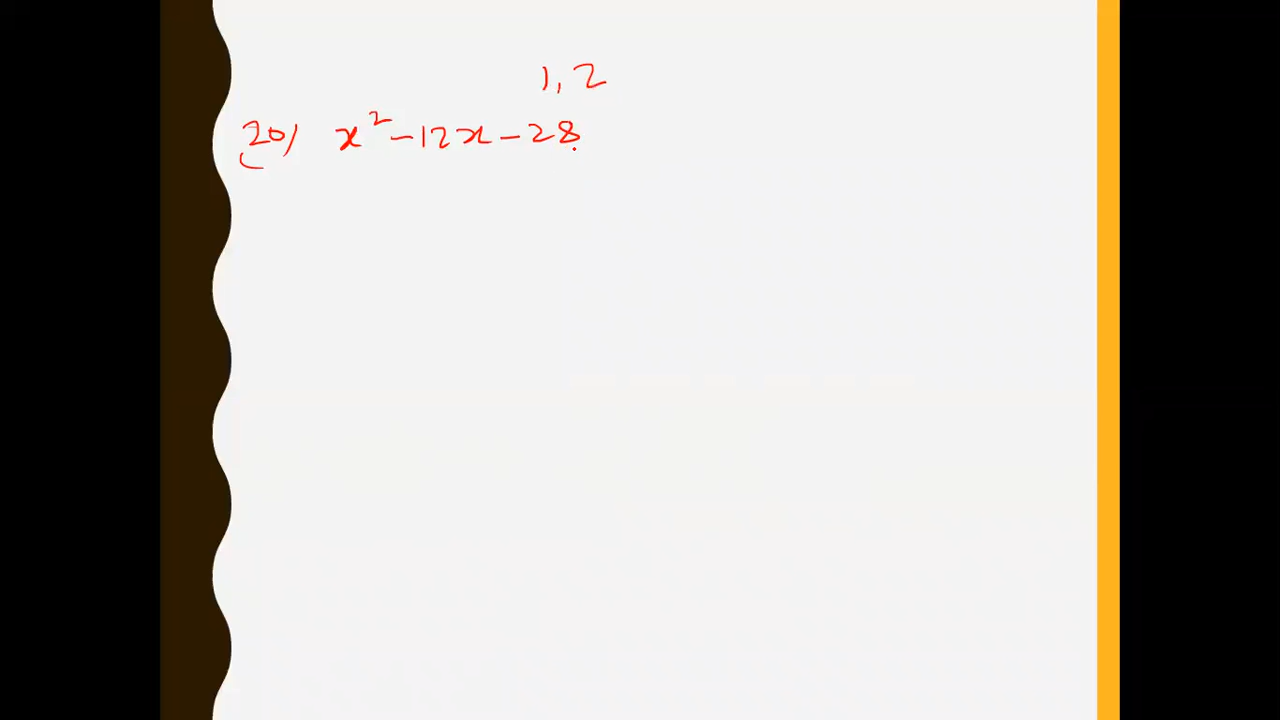 1, 2
20) x² - 12x - 28